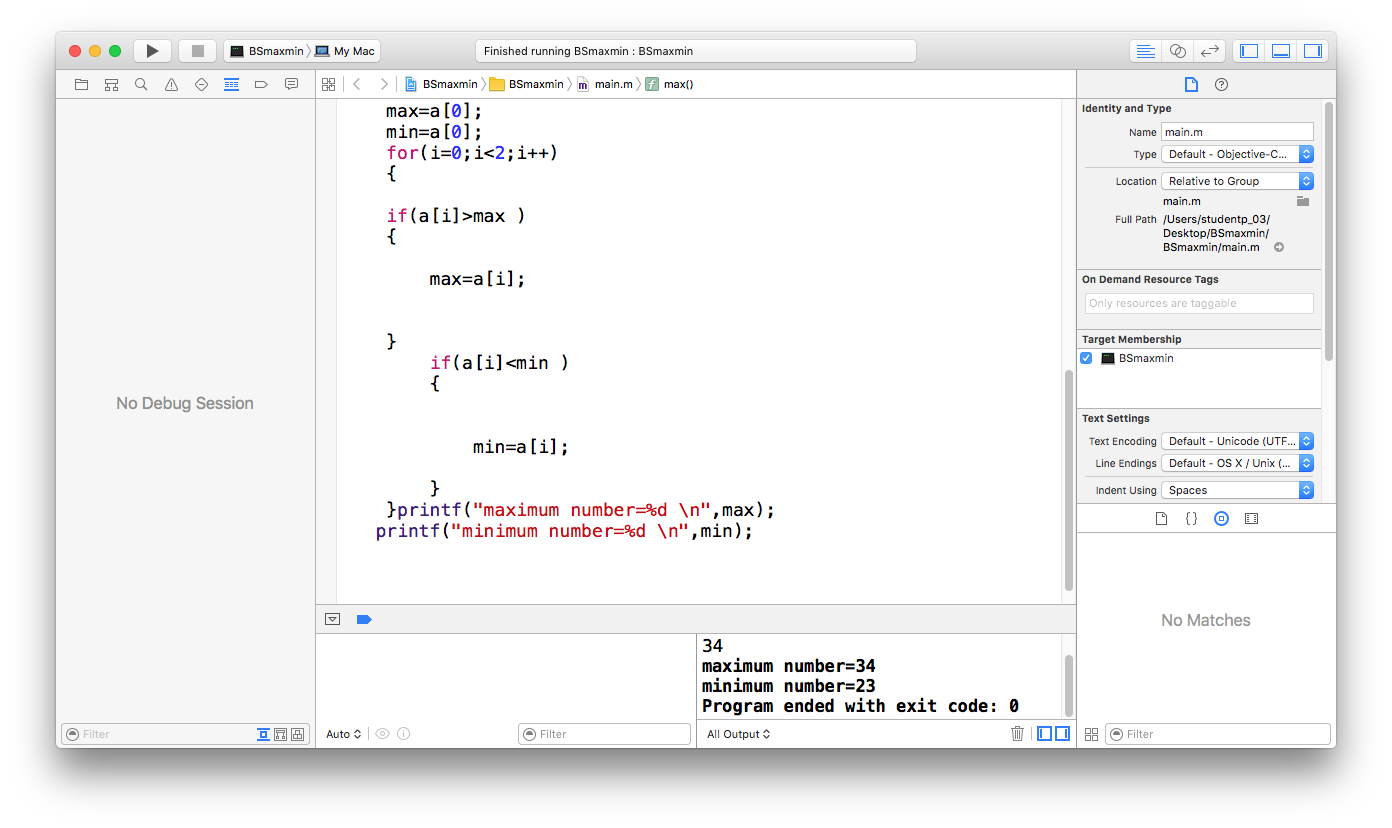 BSmaxmin My Mac
Finished running BSmaxmin : BSmaxmin
BSmaxmin BSmaxmin m main.m f max()
No Debug Session
Filter
max=a[0];
min=a[0];
for(i=0;i<2;i++)
{
if(a[i]>max )
{
max=a[i];
}
if(a[i]<min )
{
min=a[i];
}
}printf("maximum number=%d \n",max);
printf("minimum number=%d \n",min);
Auto
Filter
34
maximum number=34
minimum number=23
Program ended with exit code: 0
All Output
Identity and Type
Name main.m
Type Default - Objective-C...
Location Relative to Group
main.m
Full Path /Users/studentp_03/
Desktop/BSmaxmin/
BSmaxmin/main.m
On Demand Resource Tags
Only resources are taggable
Target Membership
BSmaxmin
Text Settings
Text Encoding Default - Unicode (UTF...
Line Endings Default - OS X / Unix (...
Indent Using Spaces
{}
No Matches
Filter